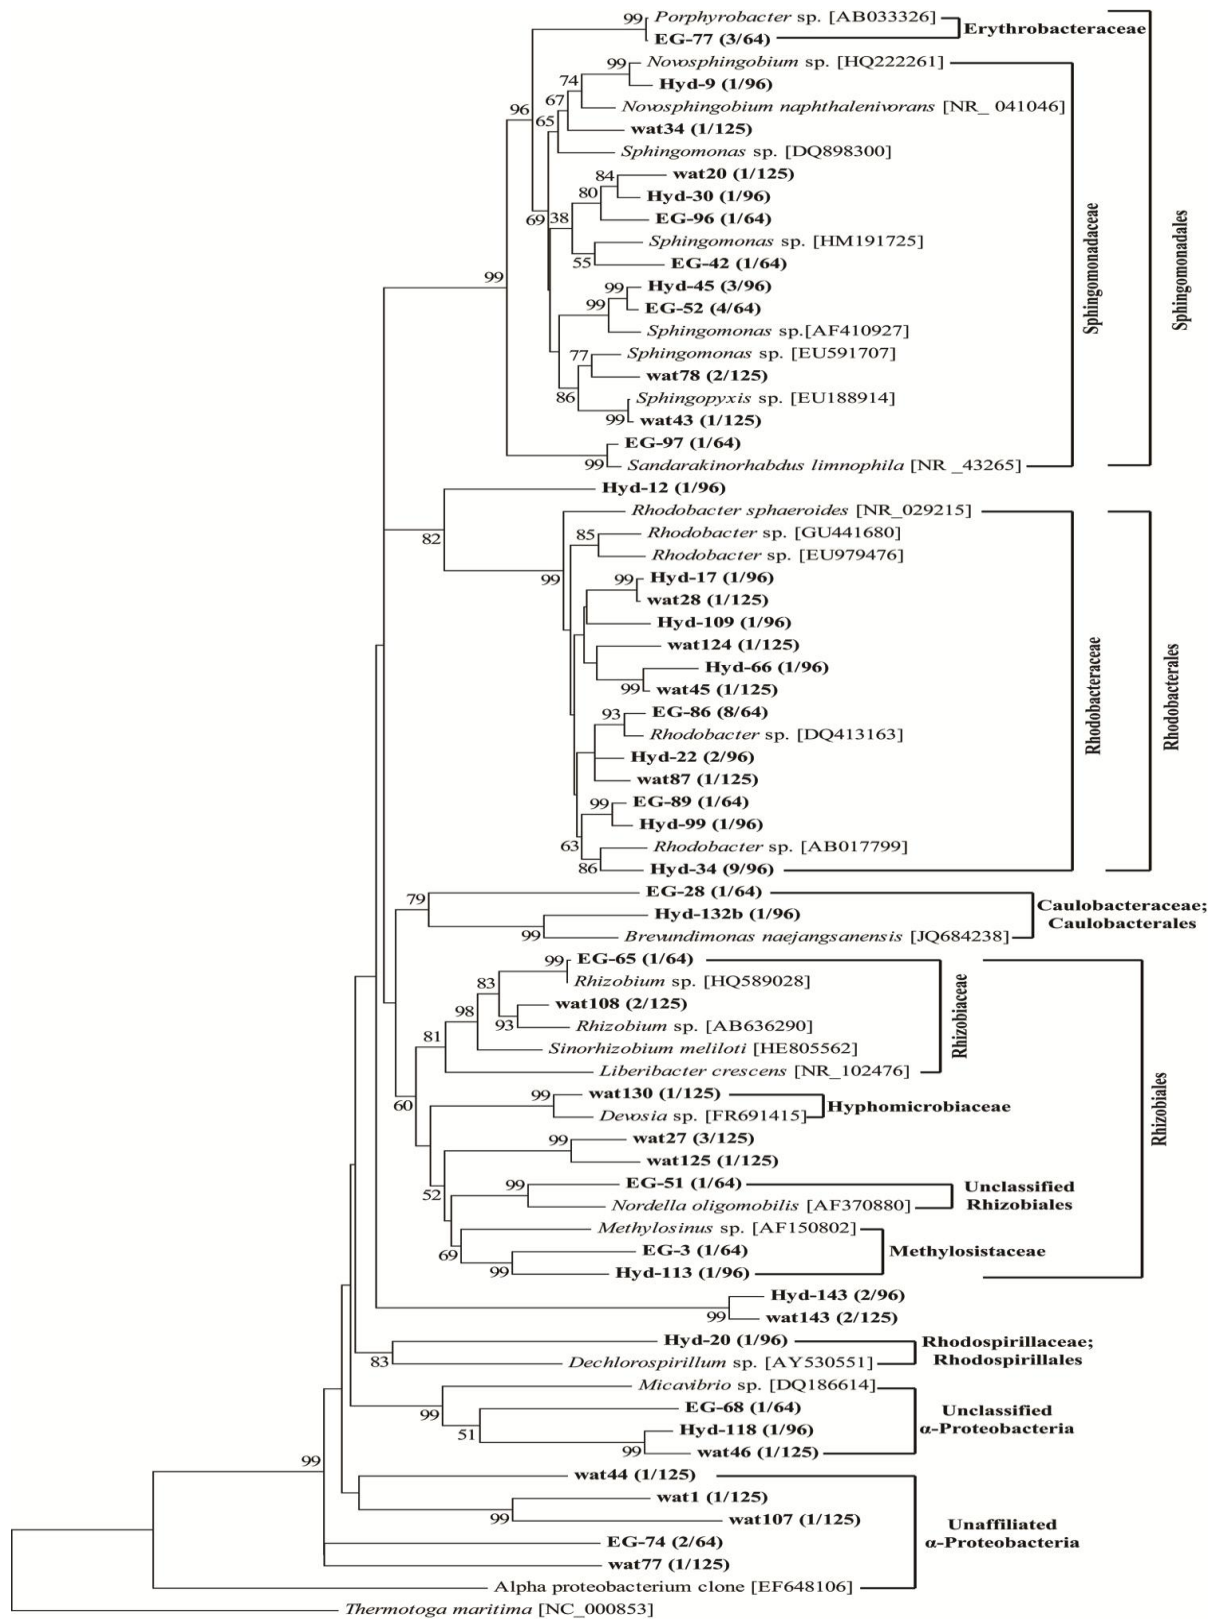 99 Porphyrobacter sp. [AB033326]
Erythrobacteraceae
EG-77 (3/64)
99 Novosphingobium sp. [HQ222261]
74 Hyd-9 (1/96)
67 Novosphingobium naphthalenivorans [NR_ 041046]
96 65 wat34 (1/125)
Sphingomonas sp. [DQ898300]
84 wat20 (1/125)
80 Hyd-30 (1/96)
69 38 EG-96 (1/64)
Sphingomonas sp. [HM191725]
55 EG-42 (1/64)
99 99 Hyd-45 (3/96)
99 EG-52 (4/64)
Sphingomonas sp.[AF410927]
77 Sphingomonas sp. [EU591707]
wat78 (2/125)
86 Sphingopyxis sp. [EU188914]
99 wat43 (1/125)
EG-97 (1/64)
99 Sandarakinorhabdus limnophila [NR _43265]
Sphingomonadaceae
Sphingomonadales
Hyd-12 (1/96)
Rhodobacter sphaeroides [NR_029215]
82 85 Rhodobacter sp. [GU441680]
Rhodobacter sp. [EU979476]
99 99 Hyd-17 (1/96)
wat28 (1/125)
Hyd-109 (1/96)
wat124 (1/125)
Hyd-66 (1/96)
99 wat45 (1/125)
93 EG-86 (8/64)
Rhodobacter sp. [DQ413163]
Hyd-22 (2/96)
wat87 (1/125)
99 EG-89 (1/64)
Hyd-99 (1/96)
63 Rhodobacter sp. [AB017799]
86 Hyd-34 (9/96)
Rhodobacteraceae
Rhodobacterales
79 EG-28 (1/64)
Hyd-132b (1/96)
99 Brevundimonas naejangsanensis [JQ684238]
Caulobacteraceae;
Caulobacterales
99 EG-65 (1/64)
83 Rhizobium sp. [HQ589028]
98 wat108 (2/125)
81 93 Rhizobium sp. [AB636290]
Sinorhizobium meliloti [HE805562]
Liberibacter crescens [NR_102476]
Rhizobiaceae
60 99 wat130 (1/125)
Hyphomicrobiaceae
Devosia sp. [FR691415]
99 wat27 (3/125)
wat125 (1/125)
52 99 EG-51 (1/64)
Nordella oligomobilis [AF370880]
Unclassified
Rhizobiales
Methylosinus sp. [AF150802]
69 EG-3 (1/64)
Methylosistaceae
99 Hyd-113 (1/96)
Rhizobiales
Hyd-143 (2/96)
99 wat143 (2/125)
Hyd-20 (1/96)
83 Dechlorospirillum sp. [AY530551]
Rhodospirillaceae;
Rhodospirillales
Micavibrio sp. [DQ186614]
99 EG-68 (1/64)
51 Hyd-118 (1/96)
99 wat46 (1/125)
Unclassified
α-Proteobacteria
99 wat44 (1/125)
wat1 (1/125)
99 wat107 (1/125)
EG-74 (2/64)
wat77 (1/125)
Alpha proteobacterium clone [EF648106]
Unaffiliated
α-Proteobacteria
Thermotoga maritima [NC_000853]